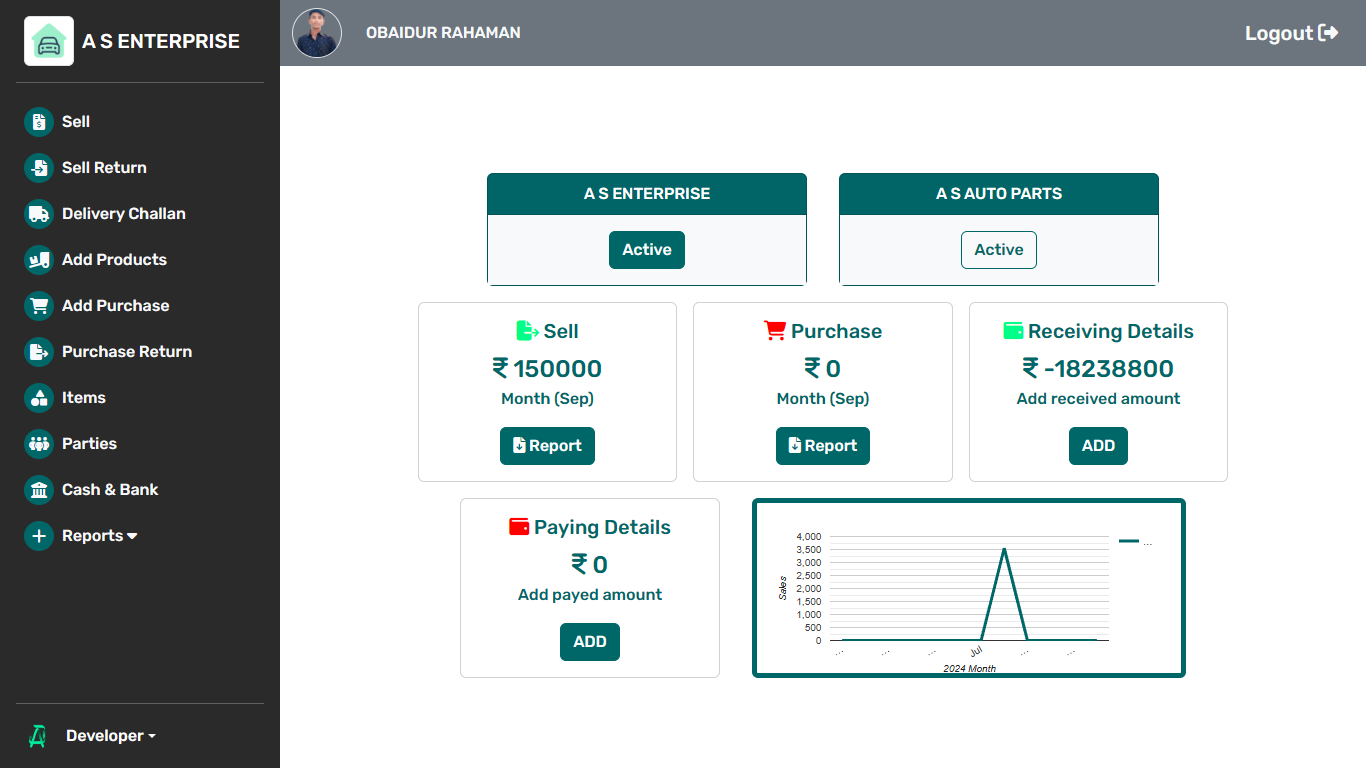 A S ENTERPRISE
OBAIDUR RAHAMAN
Logout
Sell
Sell Return
Delivery Challan
Add Products
Add Purchase
Purchase Return
Items
Parties
Cash & Bank
Reports
Developer
A S ENTERPRISE
Active
A S AUTO PARTS
Active
Sell
₹ 150000
Month (Sep)
Report
Purchase
₹ 0
Month (Sep)
Report
Receiving Details
₹ -18238800
Add received amount
ADD
Paying Details
₹ 0
Add payed amount
ADD
4,000
3,500
3,000
2,500
2,000
1,500
1,000
500
0
Sales
...
... ... ... Jul ... ...
2024 Month